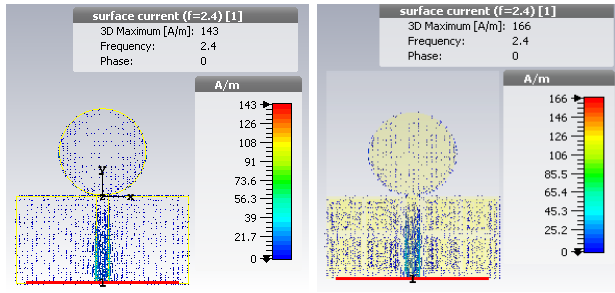 surface current (f=2.4) [1]
3D Maximum [A/m]: 143
Frequency: 2.4
Phase: 0
A/m
143
126
108
91
73.6
56.3
39
21.7
0
y
x
surface current (f=2.4) [1]
3D Maximum [A/m]: 166
Frequency: 2.4
Phase: 0
A/m
166
146
126
106
85.5
65.4
45.3
25.2
0